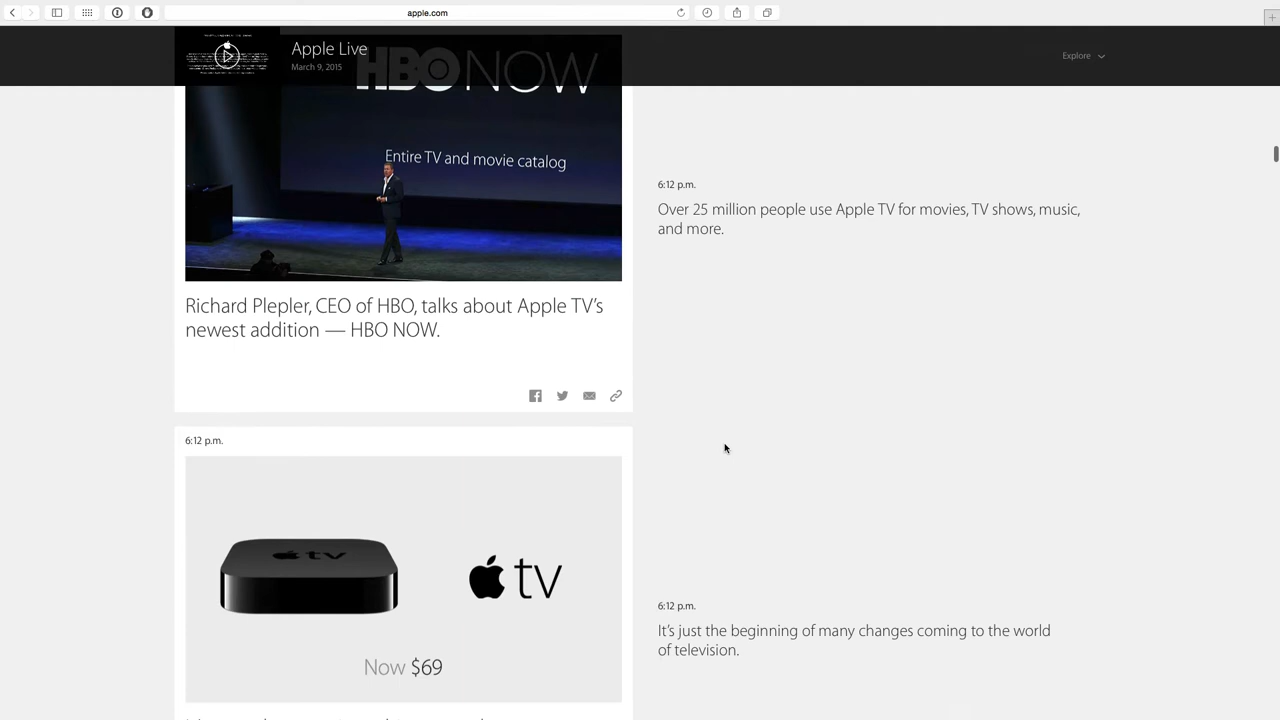 apple.com
Apple Live
March 9, 2015
Explore
HBO NOW
Entire TV and movie catalog
Richard Plepler, CEO of HBO, talks about Apple TV’s
newest addition — HBO NOW.
6:12 p.m.
Over 25 million people use Apple TV for movies, TV shows, music,
and more.
6:12 p.m.
tv
tv
Now $69
6:12 p.m.
It’s just the beginning of many changes coming to the world
of television.